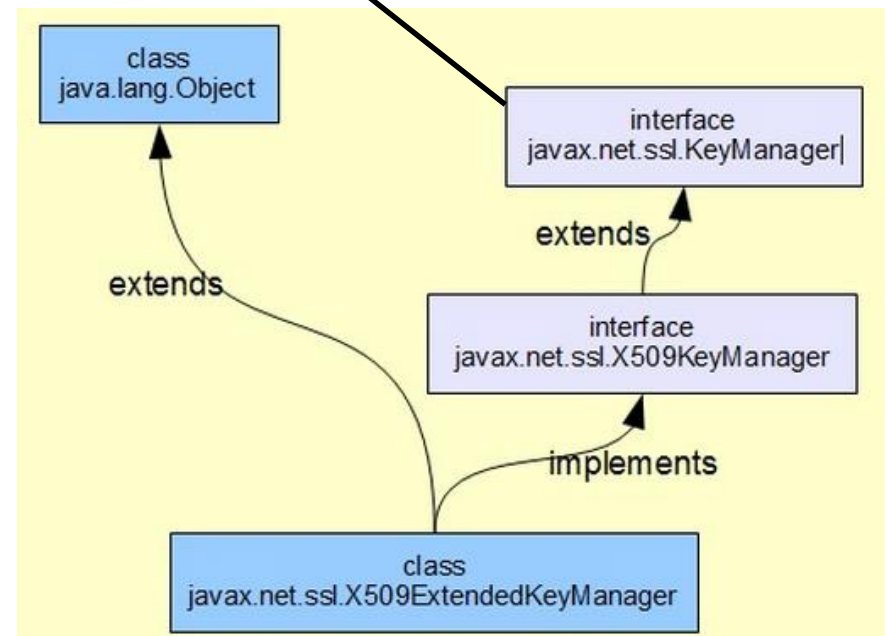 class
java.lang.Object
interface
javax.net.ssl.KeyManager
extends
extends
interface
javax.net.ssl.X509KeyManager
implements
class
javax.net.ssl.X509ExtendedKeyManager